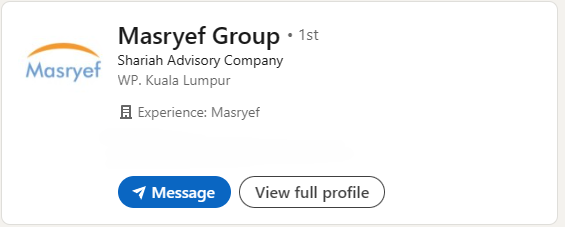 Masryef Group • 1st
Shariah Advisory Company
Masryef
WP. Kuala Lumpur
Experience: Masryef
Message
View full profile